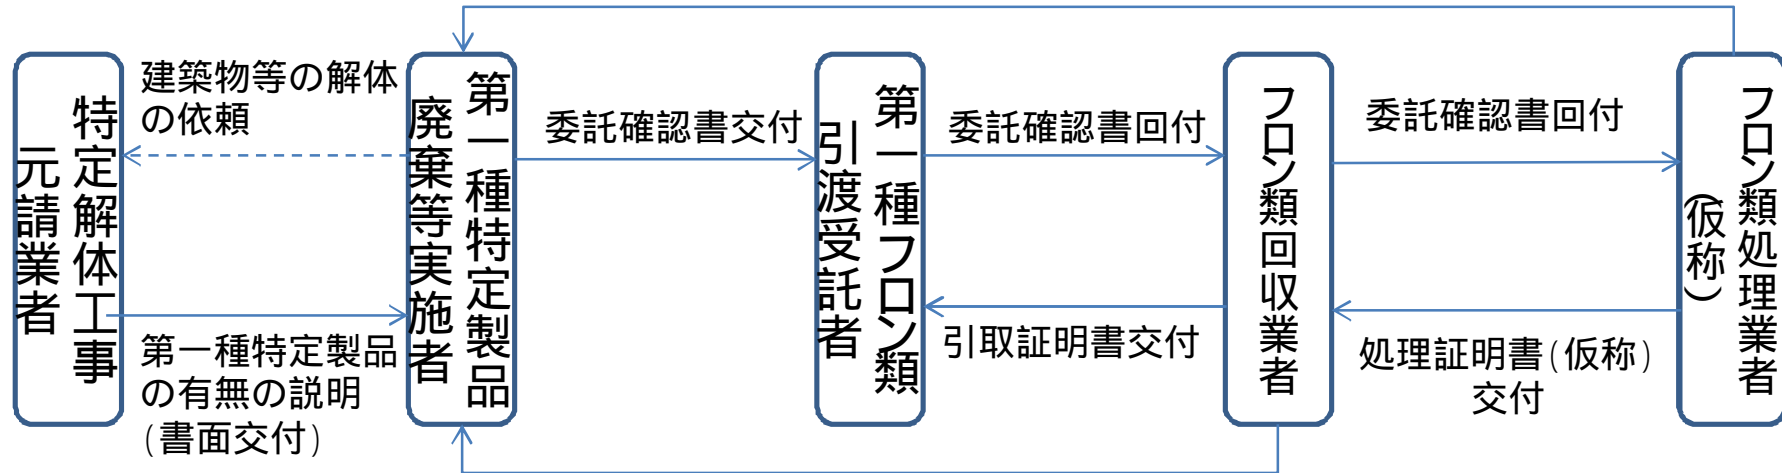 特定解体工事
元請業者
建築物等の解体
の依頼
第一種特定製品
の有無の説明
(書面交付)
第一種特定製品
廃棄等実施者
委託確認書交付
第一種フロン類
引渡受託者
委託確認書回付
引取証明書交付
フロン類回収業者
委託確認書回付
処理証明書(仮称)
交付
フロン類処理業者
(仮称)